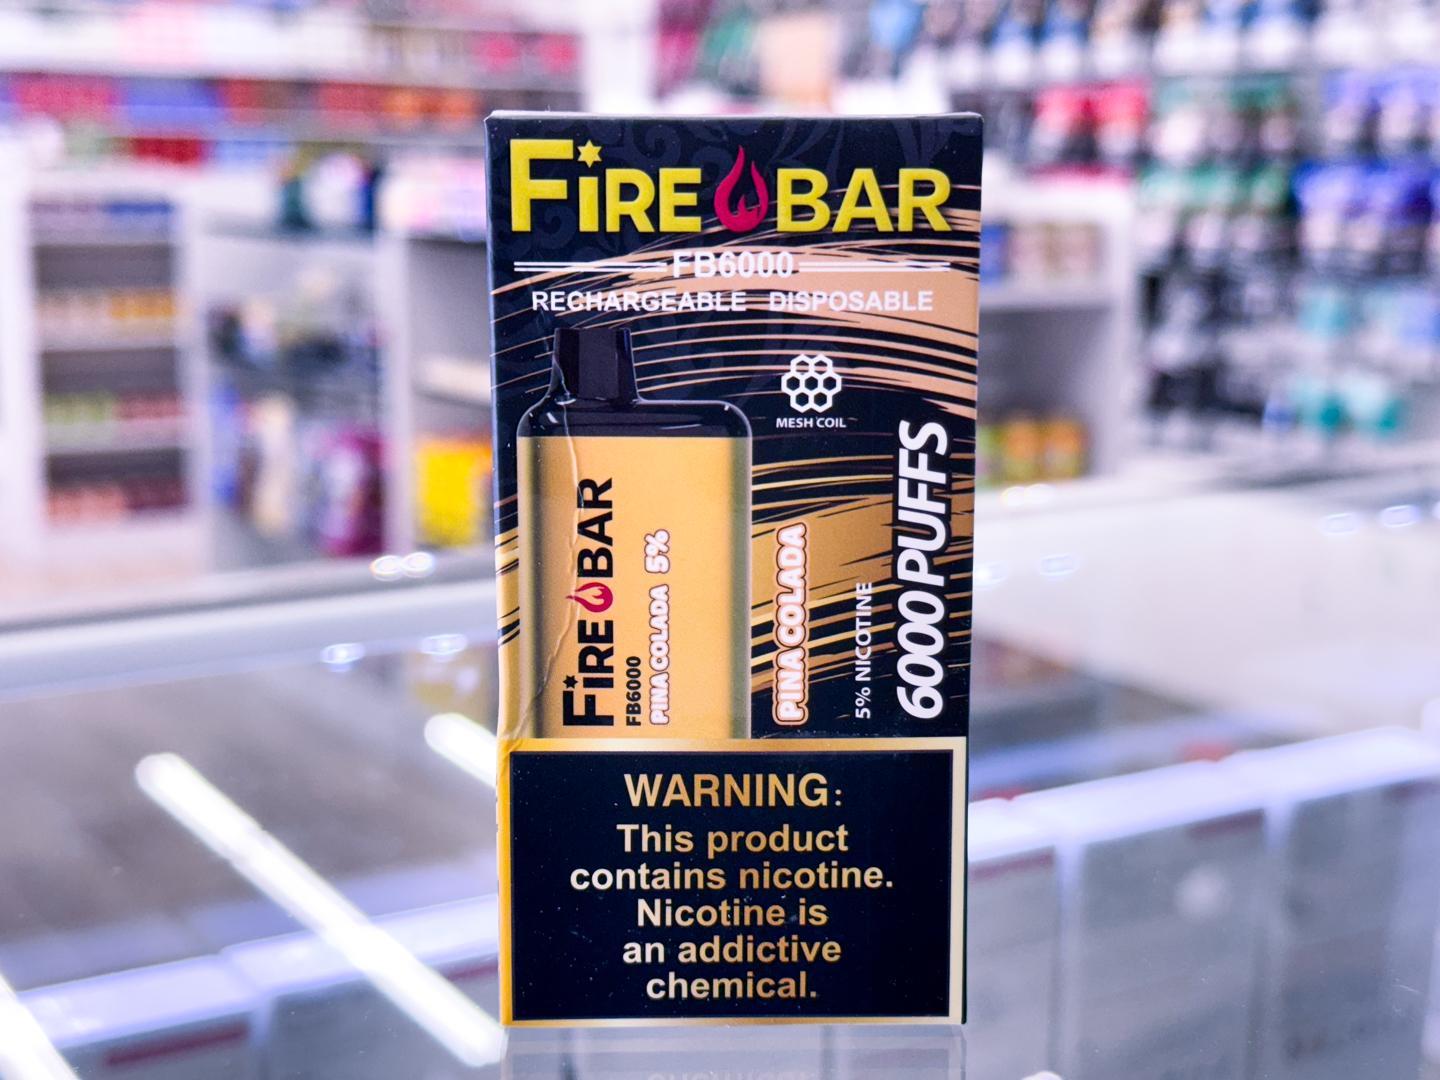 FiRE BAR
FB6000
RECHARGEABLE DISPOSABLE
MESH COIL
FiRE BAR
FB6000
PINA COLADA 5%
PINA COLADA
5% NICOTINE
6000 PUFFS
WARNING:
This product
contains nicotine.
Nicotine is
an addictive
chemical.